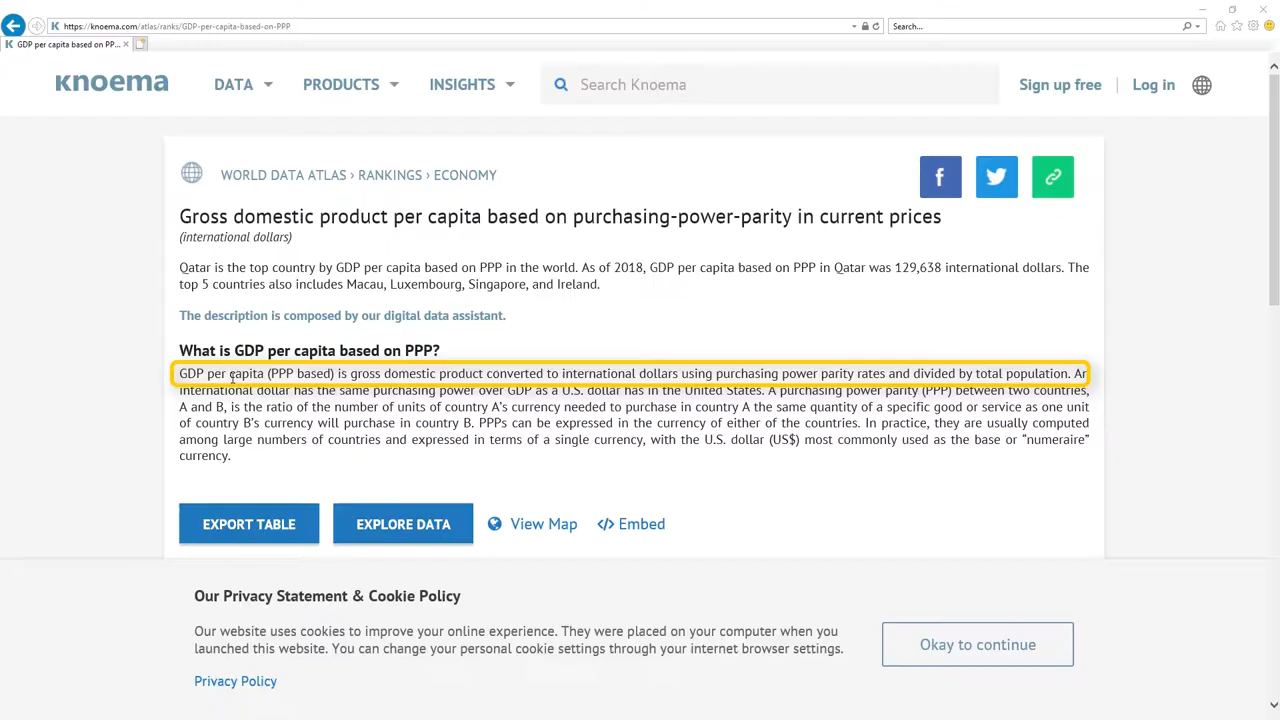 https://knoema.com/atlas/ranks/GDP-per-capita-based-on-PPP
Search...
K GDP per capita based on PP...
knoema
DATA
PRODUCTS
INSIGHTS
Search Knoema
Sign up free
Log in
WORLD DATA ATLAS › RANKINGS › ECONOMY
Gross domestic product per capita based on purchasing-power-parity in current prices
(international dollars)
Qatar is the top country by GDP per capita based on PPP in the world. As of 2018, GDP per capita based on PPP in Qatar was 129,638 international dollars. The
top 5 countries also includes Macau, Luxembourg, Singapore, and Ireland.
The description is composed by our digital data assistant.
What is GDP per capita based on PPP?
GDP per capita (PPP based) is gross domestic product converted to international dollars using purchasing power parity rates and divided by total population. An
international dollar has the same purchasing power over GDP as a U.S. dollar has in the United States. A purchasing power parity (PPP) between two countries,
A and B, is the ratio of the number of units of country A’s currency needed to purchase in country A the same quantity of a specific good or service as one unit
of country B’s currency will purchase in country B. PPPs can be expressed in the currency of either of the countries. In practice, they are usually computed
among large numbers of countries and expressed in terms of a single currency, with the U.S. dollar (US$) most commonly used as the base or “numeraire”
currency.
EXPORT TABLE
EXPLORE DATA
View Map
</> Embed
Our Privacy Statement & Cookie Policy
Our website uses cookies to improve your online experience. They were placed on your computer when you
launched this website. You can change your personal cookie settings through your internet browser settings.
Okay to continue
Privacy Policy